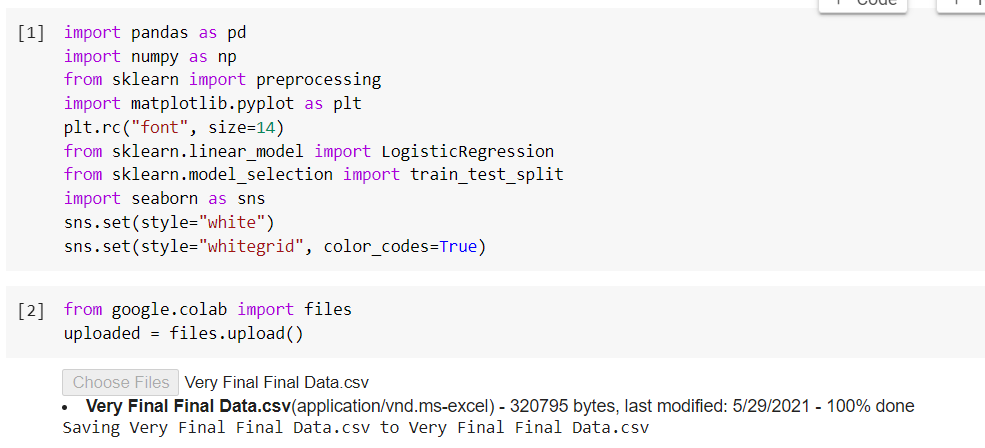 Code
[1] import pandas as pd
import numpy as np
from sklearn import preprocessing
import matplotlib.pyplot as plt
plt.rc("font", size=14)
from sklearn.linear_model import LogisticRegression
from sklearn.model_selection import train_test_split
import seaborn as sns
sns.set(style="white")
sns.set(style="whitegrid", color_codes=True)
[2] from google.colab import files
uploaded = files.upload()
Choose Files Very Final Final Data.csv
• Very Final Final Data.csv(application/vnd.ms-excel) - 320795 bytes, last modified: 5/29/2021 - 100% done
Saving Very Final Final Data.csv to Very Final Final Data.csv